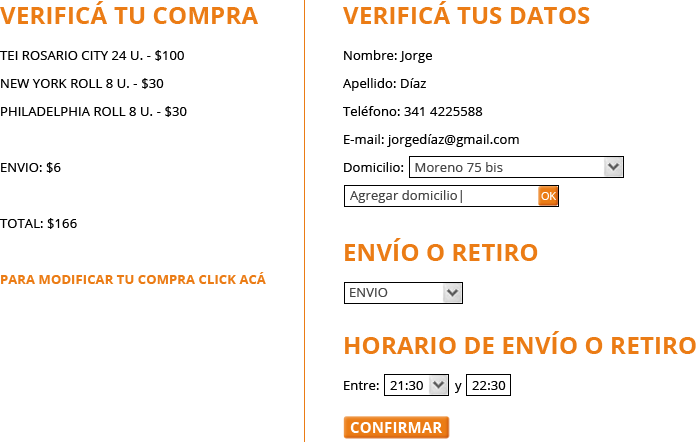 VERIFICÁ TU COMPRA
TEI ROSARIO CITY 24 U. - $100
NEW YORK ROLL 8 U. - $30
PHILADELPHIA ROLL 8 U. - $30
ENVIO: $6
TOTAL: $166
PARA MODIFICAR TU COMPRA CLICK ACÁ
VERIFICÁ TUS DATOS
Nombre: Jorge
Apellido: Díaz
Teléfono: 341 4225588
E-mail: jorgedíaz@gmail.com
Domicilio: Moreno 75 bis
Agregar domicilio| OK
ENVÍO O RETIRO
ENVIO
HORARIO DE ENVÍO O RETIRO
Entre: 21:30 y 22:30
CONFIRMAR